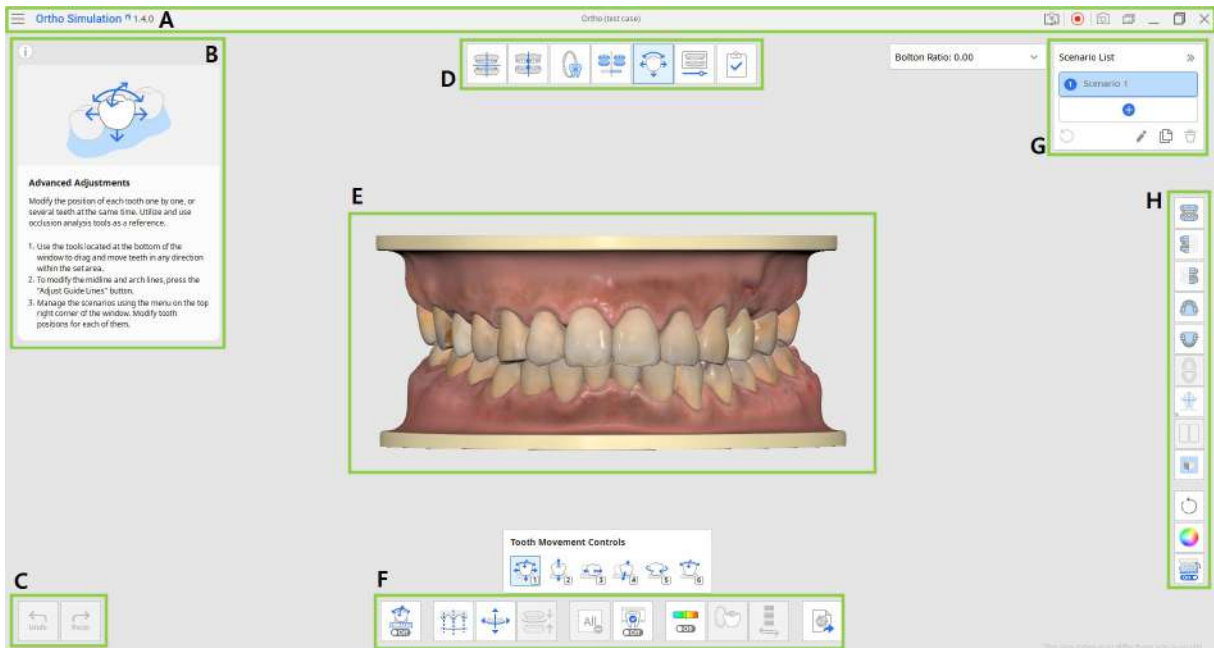 Ortho Simulation 1.4.0 A
Ortho (test case)
B
D
Bolton Ratio: 0.00
Scenario List
1 Scenario 1
G
Advanced Adjustments
Modify the position of each tooth one by one, or
several teeth at the same time. Utilize and use
occlusion analysis tools as a reference.
1. Use the tools located at the bottom of the
window to drag and move teeth in any direction
within the set area.
2. To modify the midline and arch lines, press the
"Adjust Guide Lines" button.
3. Manage the scenarios using the menu on the top
right corner of the window. Modify tooth
positions for each of them.
E
H
Tooth Movement Controls
1 2 3 4 5 6
C
F
Undo Redo
Off All Off Off